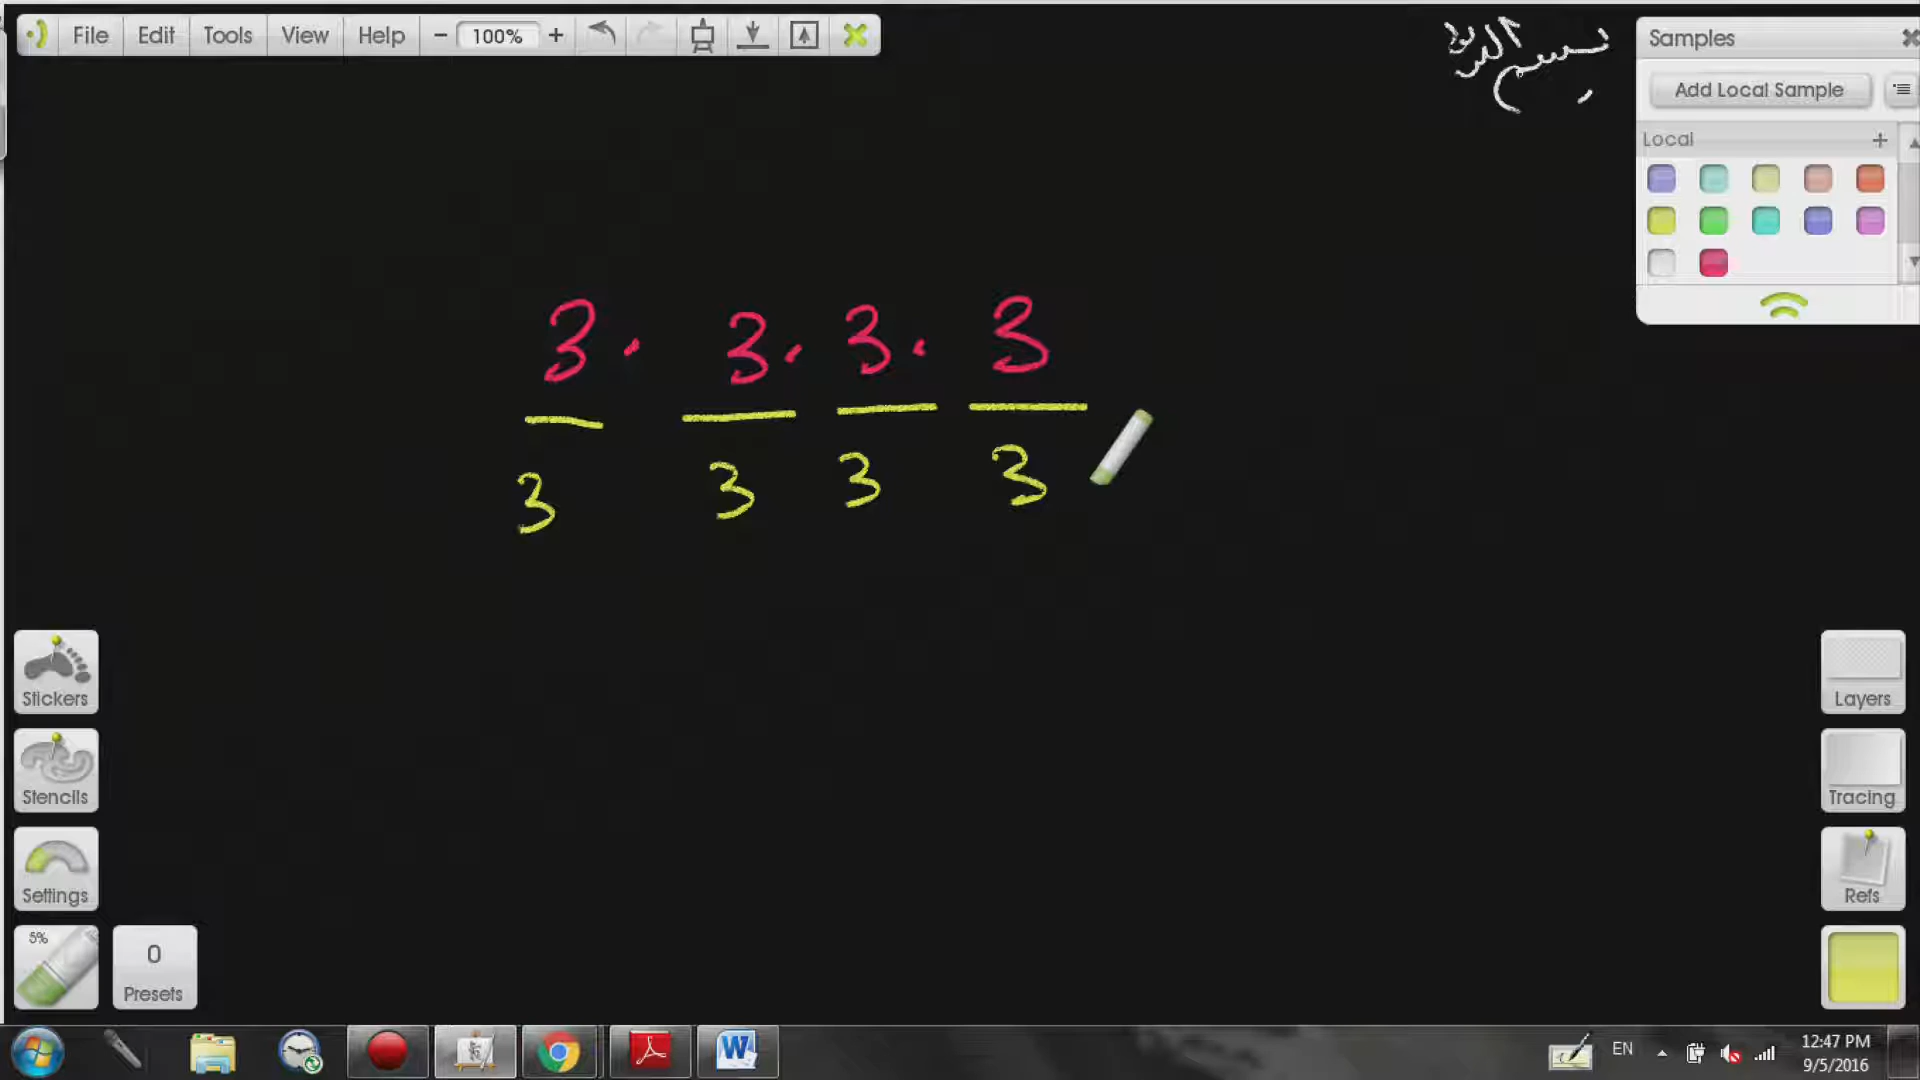 File Edit Tools View Help − 100% +
بسم الله
Samples
Add Local Sample
Local +
3 · 3 · 3 · 3
3 3 3 3
Stickers
Stencils
Settings
5%
0
Presets
Layers
Tracing
Refs
EN
12:47 PM
9/5/2016